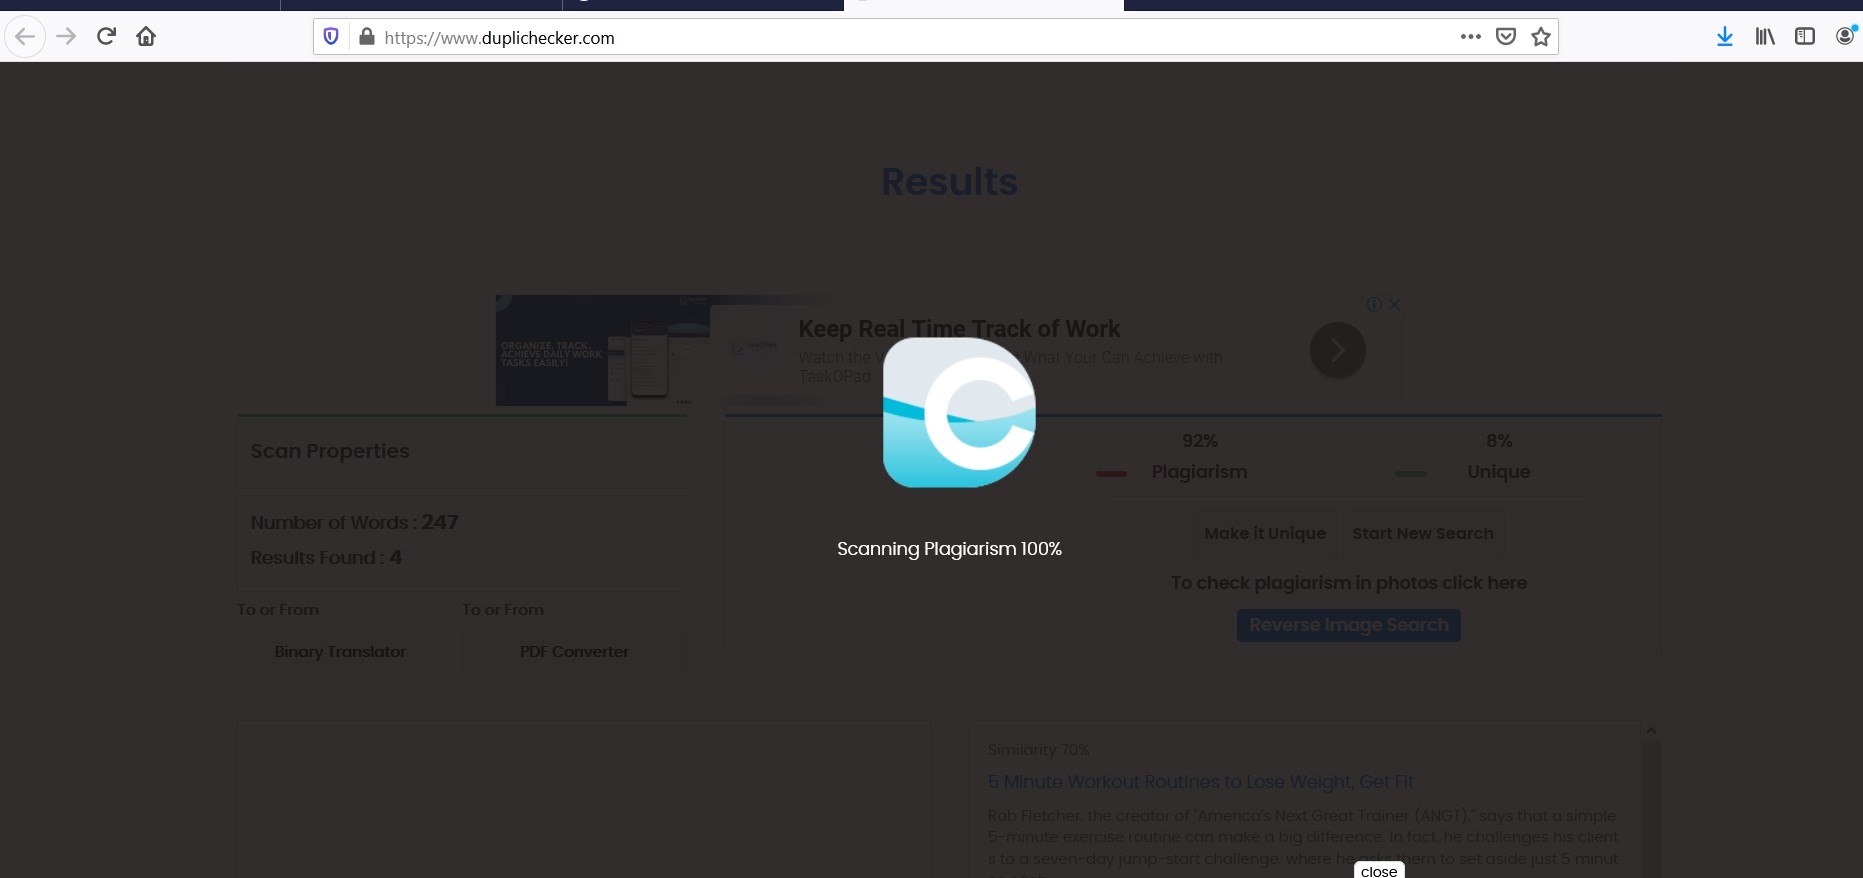 https://www.duplichecker.com
Results
ORGANIZE. TRACK.
ACHIEVE DAILY WORK
TASKS EASILY!
Keep Real Time Track of Work
Watch the
What Your Can Achieve with
TaskOPad
Scan Properties
Number of Words : 247
Results Found : 4
To or From
To or From
Binary Translator
PDF Converter
Scanning Plagiarism 100%
92%
8%
Plagiarism
Unique
Make it Unique
Start New Search
To check plagiarism in photos click here
Reverse Image Search
Similarity 70%
5 Minute Workout Routines to Lose Weight, Get Fit
Rob Fletcher, the creator of "America's Next Great Trainer (ANGT)," says that a simple
5-minute exercise routine can make a big difference. In fact, he challenges his client
s to a seven-day jump-start challenge, where he asks them to set aside just 5 minut
close